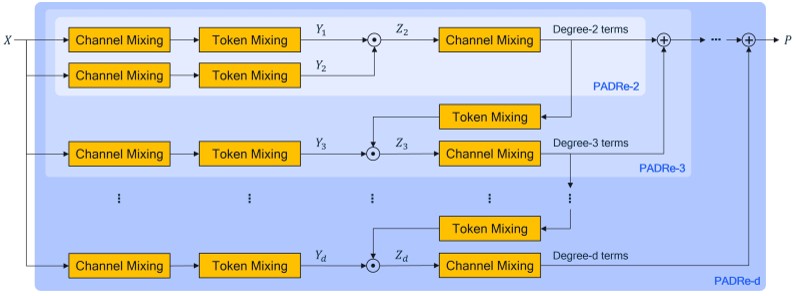 X Channel Mixing Token Mixing Y₁ Z₂ Channel Mixing Degree-2 terms ... P
Channel Mixing Token Mixing Y₂
PADRe-2
Token Mixing
Channel Mixing Token Mixing Y₃ Z₃ Channel Mixing Degree-3 terms
PADRe-3
Token Mixing
Channel Mixing Token Mixing Y_d Z_d Channel Mixing Degree-d terms
PADRe-d